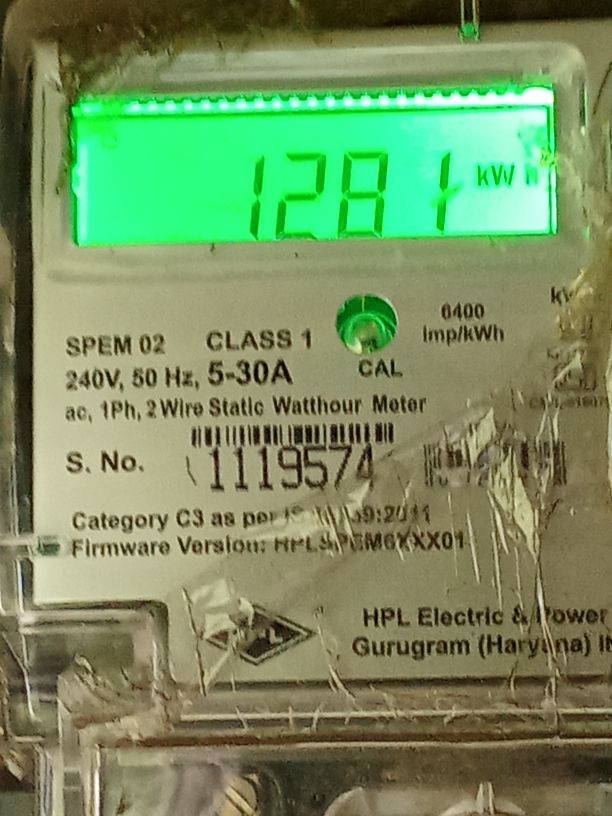 1281 kWh
6400
SPEM 02 CLASS 1 imp/kWh
240V, 50 Hz, 5-30A CAL
ac, 1Ph, 2 Wire Static Watthour Meter
S. No. 1119574
Category C3 as per
Firmware Version:
HPL Electric & Power
Gurugram (Haryana)